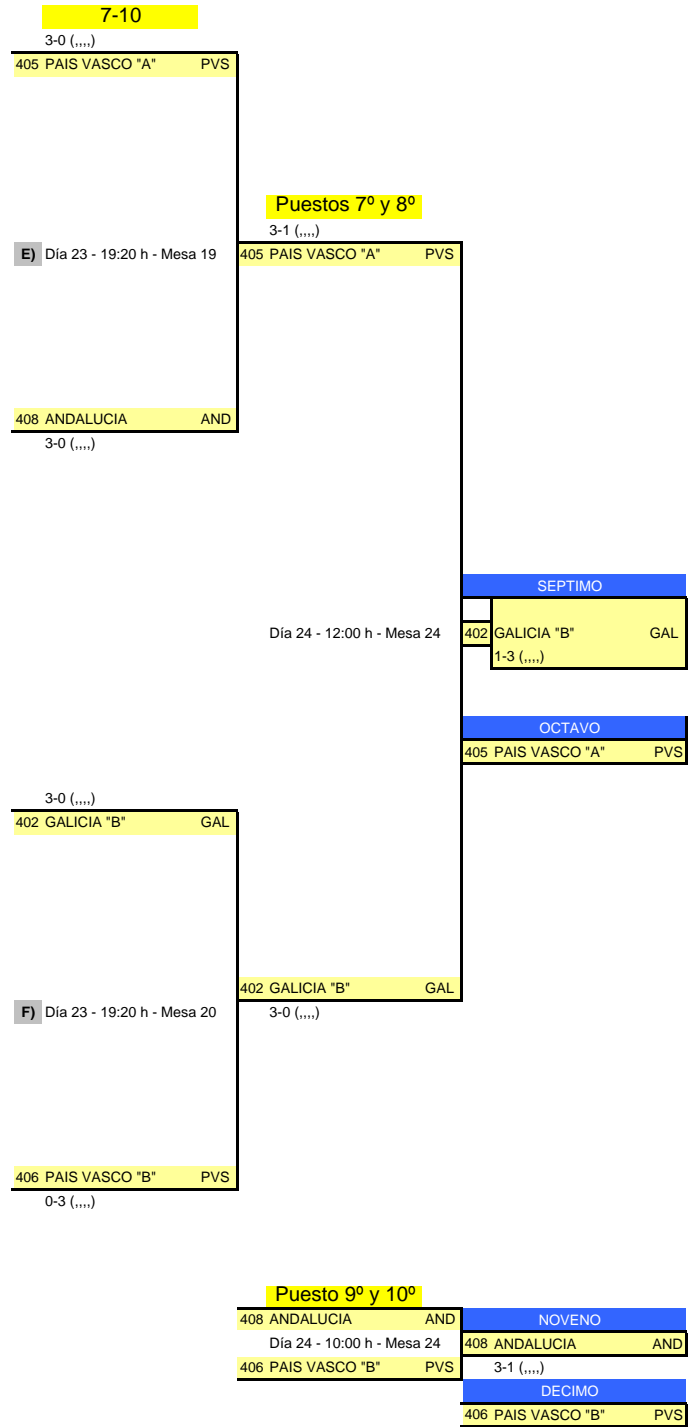 7-10
3-0 (,,,,)
405 PAIS VASCO "A" PVS
Puestos 7º y 8º
3-1 (,,,,)
E) Día 23 - 19:20 h - Mesa 19 405 PAIS VASCO "A" PVS
408 ANDALUCIA AND
3-0 (,,,,)
SEPTIMO
Día 24 - 12:00 h - Mesa 24 402 GALICIA "B" GAL
1-3 (,,,,)
OCTAVO
405 PAIS VASCO "A" PVS
3-0 (,,,,)
402 GALICIA "B" GAL
402 GALICIA "B" GAL
F) Día 23 - 19:20 h - Mesa 20 3-0 (,,,,)
406 PAIS VASCO "B" PVS
0-3 (,,,,)
Puesto 9º y 10º
408 ANDALUCIA AND NOVENO
Día 24 - 10:00 h - Mesa 24 408 ANDALUCIA AND
406 PAIS VASCO "B" PVS 3-1 (,,,,)
DECIMO
406 PAIS VASCO "B" PVS